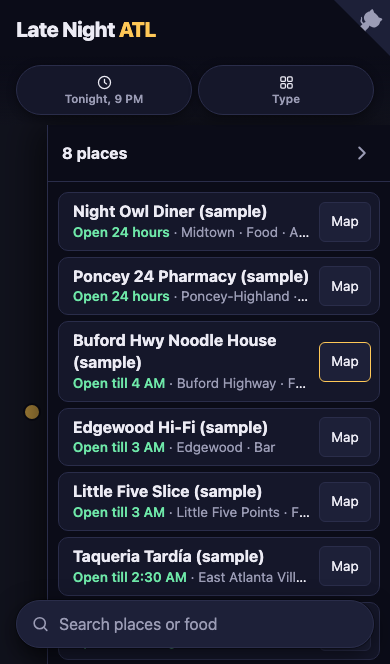 Late Night ATL
Tonight, 9 PM
Type
8 places
Night Owl Diner (sample)
Open 24 hours · Midtown · Food · A...
Map
Poncey 24 Pharmacy (sample)
Open 24 hours · Poncey-Highland ·...
Map
Buford Hwy Noodle House
(sample)
Open till 4 AM · Buford Highway · F...
Map
Edgewood Hi-Fi (sample)
Open till 3 AM · Edgewood · Bar
Map
Little Five Slice (sample)
Open till 3 AM · Little Five Points · F...
Map
Taqueria Tardía (sample)
Open till 2:30 AM · East Atlanta Vill...
Map
Search places or food